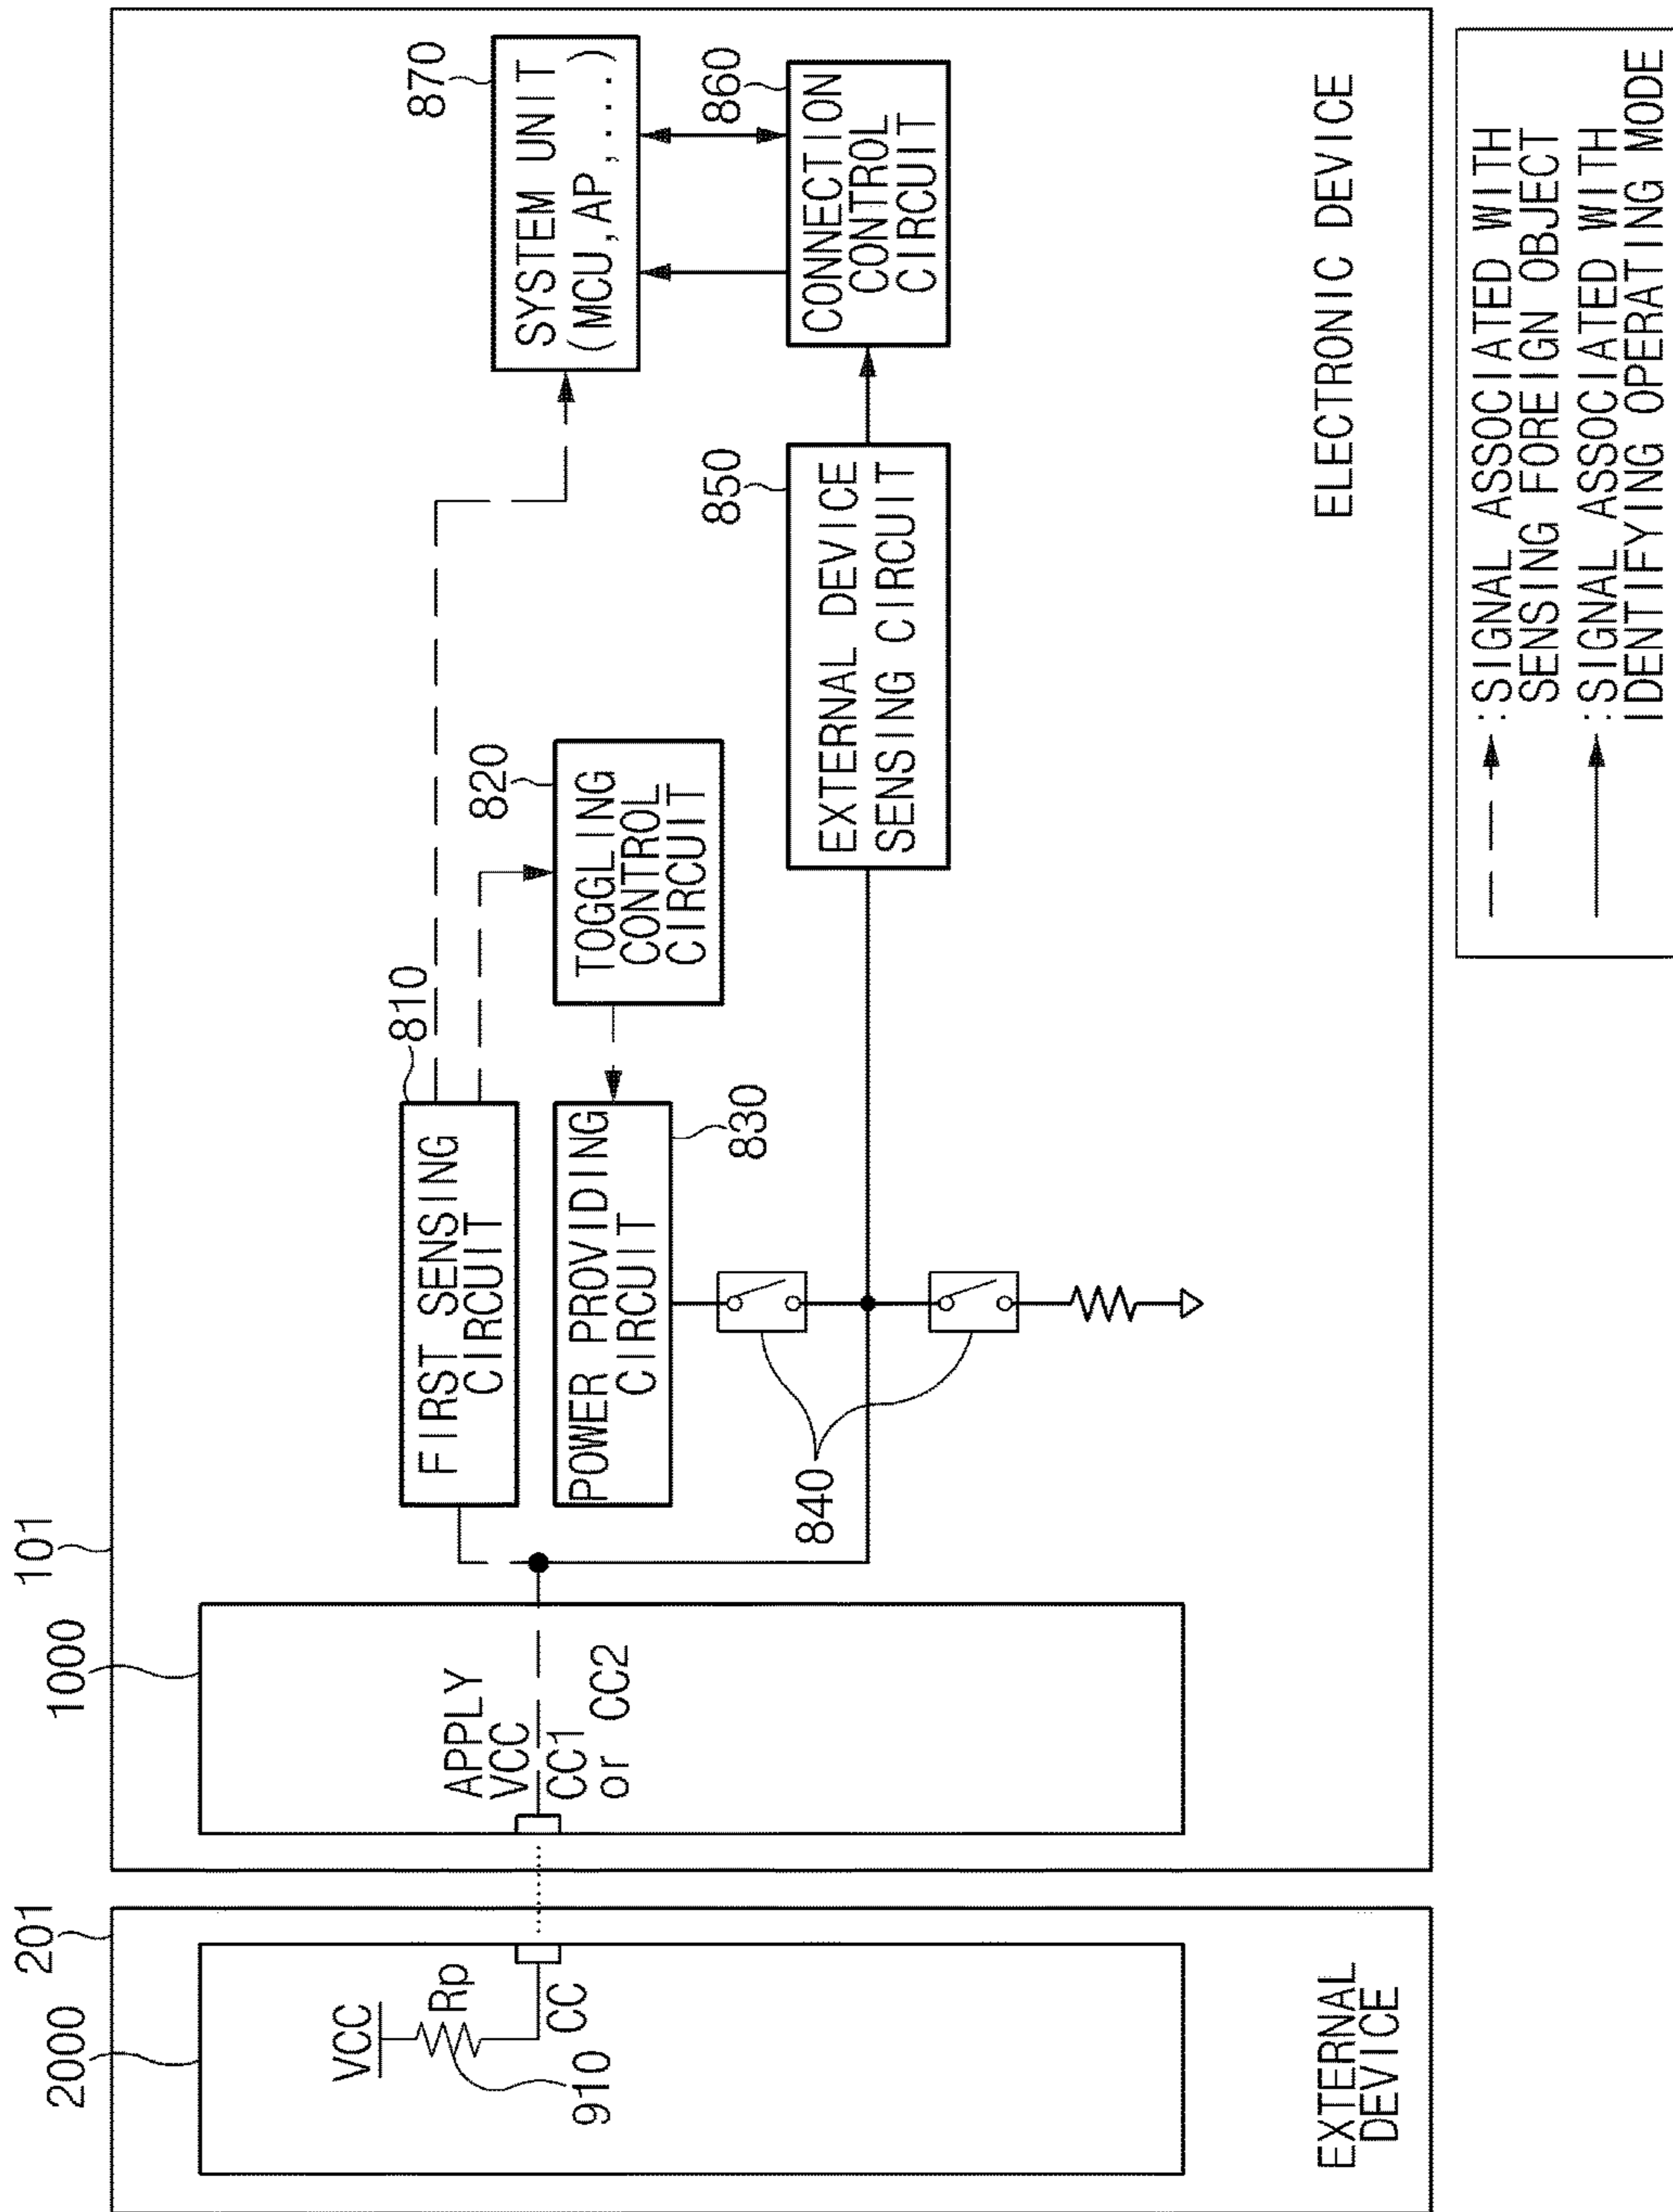 2000
201
1000
101
VCC
Rp
910
CC
EXTERNAL
DEVICE
APPLY
VCC
CC1
or CC2
FIRST SENSING
CIRCUIT
810
POWER PROVIDING
CIRCUIT
830
840
TOGGLING
CONTROL
CIRCUIT
820
EXTERNAL DEVICE
SENSING CIRCUIT
850
SYSTEM UNIT
(MCU,AP,...)
870
CONNECTION
CONTROL
CIRCUIT
860
ELECTRONIC DEVICE
:SIGNAL ASSOCIATED WITH
SENSING FOREIGN OBJECT
:SIGNAL ASSOCIATED WITH
IDENTIFYING OPERATING MODE